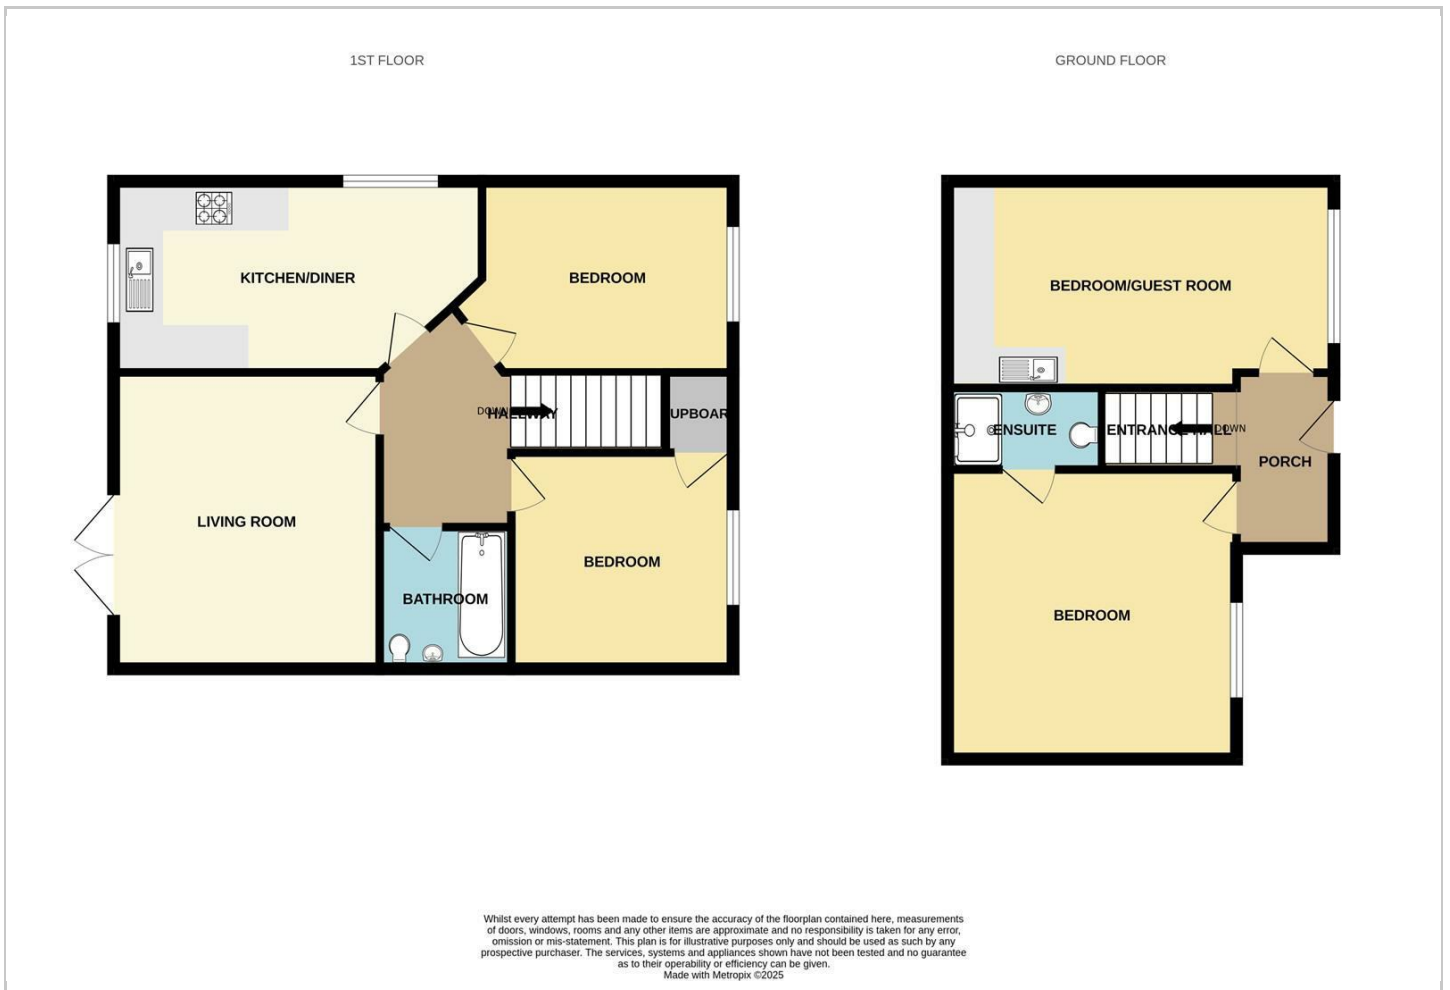 1ST FLOOR
GROUND FLOOR
KITCHEN/DINER
BEDROOM
BEDROOM/GUEST ROOM
DOWN
HALLWAY
UPBOAR
ENSUITE
ENTRANCE HALL
DOWN
PORCH
LIVING ROOM
BEDROOM
BATHROOM
BEDROOM
Whilst every attempt has been made to ensure the accuracy of the floorplan contained here, measurements
of doors, windows, rooms and any other items are approximate and no responsibility is taken for any error,
omission or mis-statement. This plan is for illustrative purposes only and should be used as such by any
prospective purchaser. The services, systems and appliances shown have not been tested and no guarantee
as to their operability or efficiency can be given.
Made with Metropix ©2025